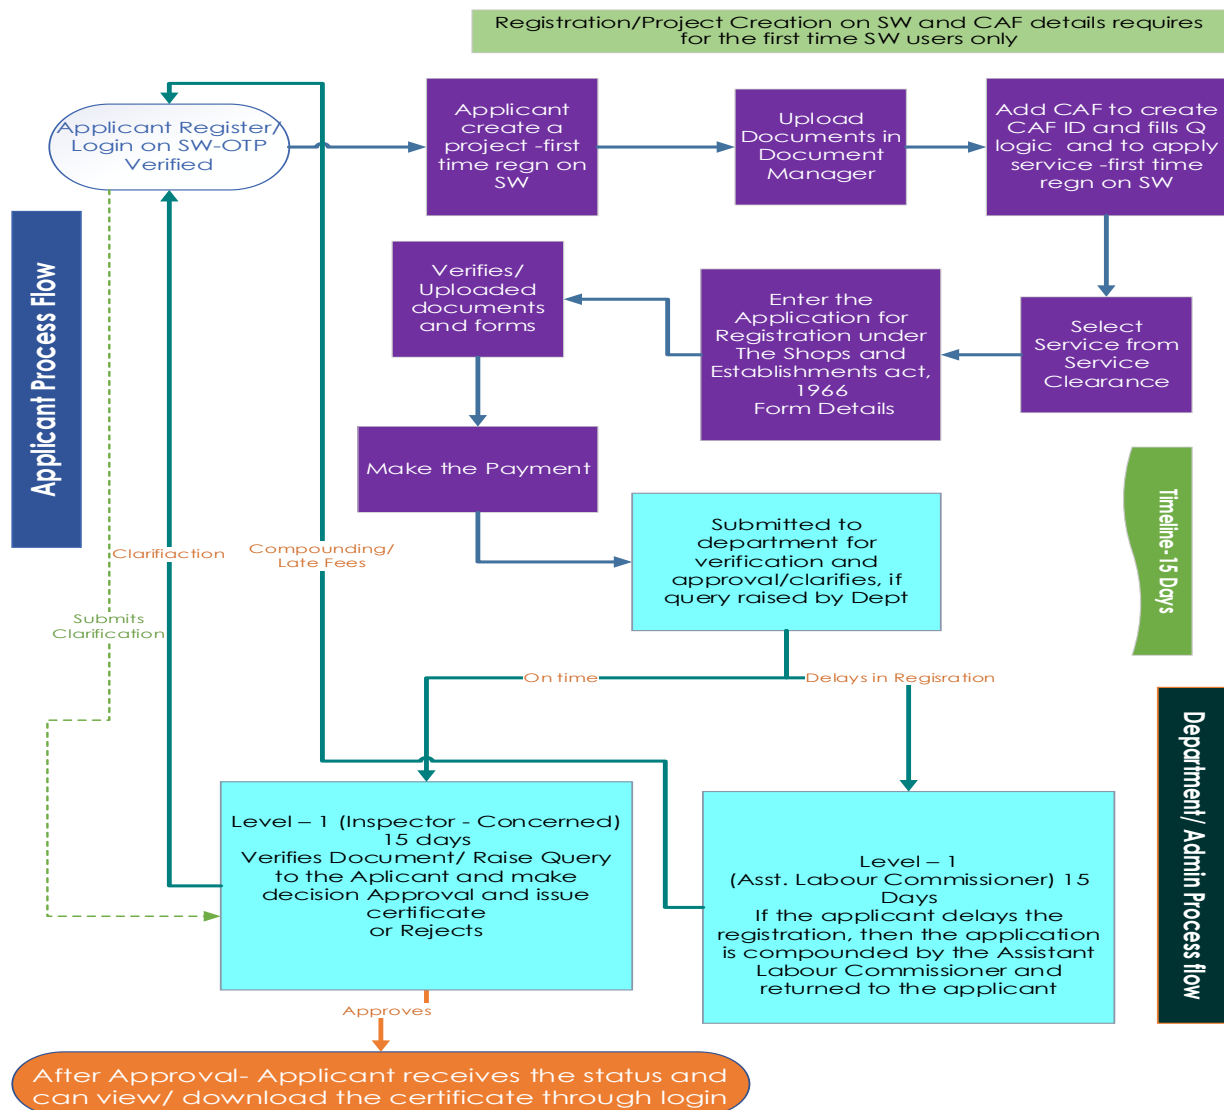 Registration/Project Creation on SW and CAF details requires
for the first time SW users only
Applicant Register/
Login on SW-OTP
Verified
Applicant
create a
project -first
time regn on
SW
Upload
Documents in
Document
Manager
Add CAF to create
CAF ID and fills Q
logic and to apply
service -first time
regn on SW
Applicant Process Flow
Verifies/
Uploaded
documents
and forms
Enter the
Application for
Registration under
The Shops and
Establishments act,
1966
Form Details
Select
Service from
Service
Clearance
Make the Payment
Timeline- 15 Days
Submitted to
department for
verification and
approval/clarifies, if
query raised by Dept
Clarifiaction
Compounding/
Late Fees
Submits
Clarification
On time
Delays in Regisration
Department/ Admin Process flow
Level – 1 (Inspector - Concerned)
15 days
Verifies Document/ Raise Query
to the Aplicant and make
decision Approval and issue
certificate
or Rejects
Level – 1
(Asst. Labour Commissioner) 15
Days
If the applicant delays the
registration, then the application
is compounded by the Assistant
Labour Commissioner and
returned to the applicant
Approves
After Approval- Applicant receives the status and
can view/ download the certificate through login